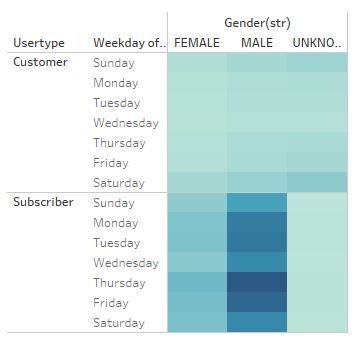 Gender(str)
Usertype Weekday of.. FEMALE MALE UNKNO..
Customer Sunday
Monday
Tuesday
Wednesday
Thursday
Friday
Saturday
Subscriber Sunday
Monday
Tuesday
Wednesday
Thursday
Friday
Saturday